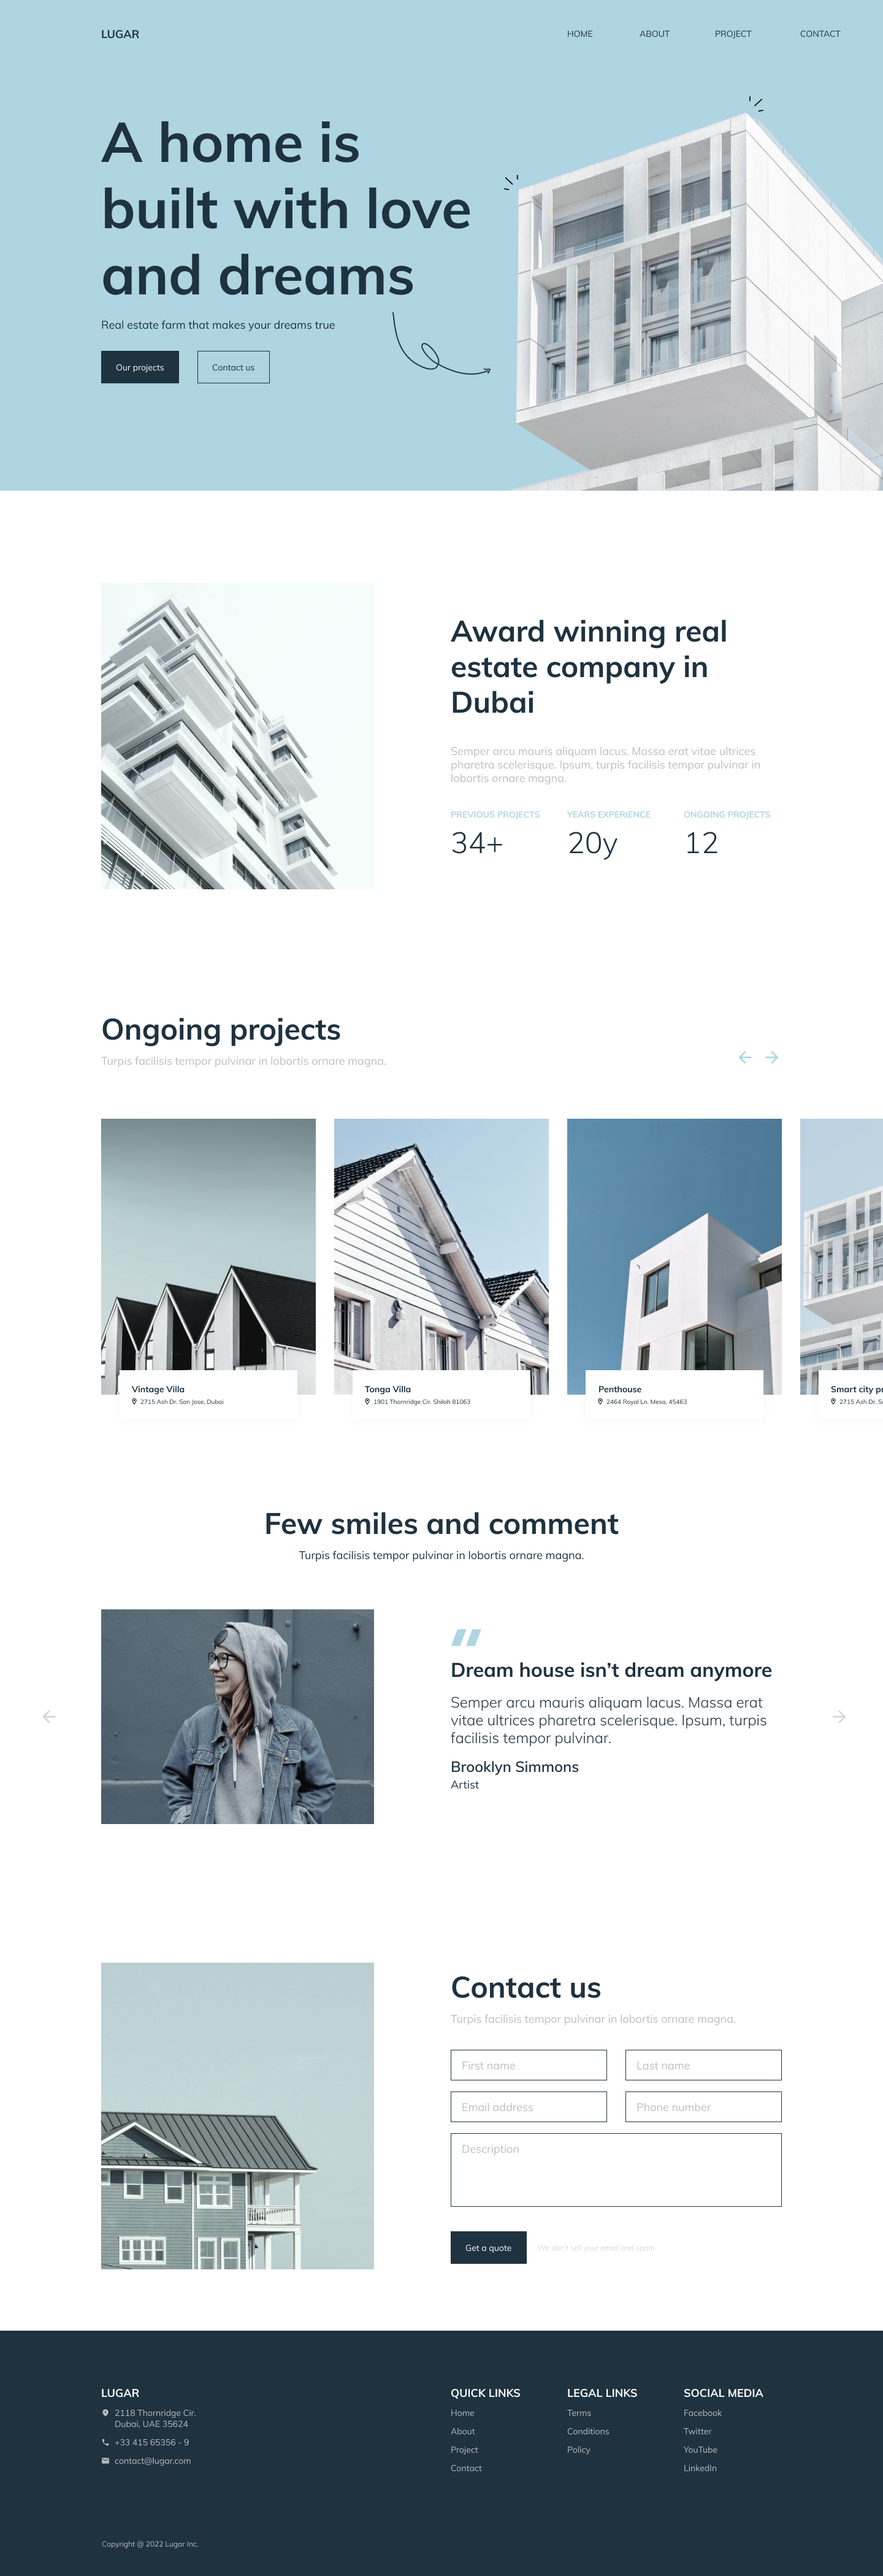 LUGAR
HOME
ABOUT
PROJECT
CONTACT
A home is
built with love
and dreams
Real estate farm that makes your dreams true
Our projects
Contact us
Award winning real
estate company in
Dubai
Semper arcu mauris aliquam lacus. Massa erat vitae ultrices
pharetra scelerisque. Ipsum, turpis facilisis tempor pulvinar in
lobortis ornare magna.
PREVIOUS PROJECTS
34+
YEARS EXPERIENCE
20y
ONGOING PROJECTS
12
Ongoing projects
Turpis facilisis tempor pulvinar in lobortis ornare magna.
Vintage Villa
2715 Ash Dr. San Jose, Dubai
Tonga Villa
1901 Thornridge Cir. Shiloh 81063
Penthouse
2464 Royal Ln. Mesa, 45463
Smart city
2715 Ash Dr.
Few smiles and comment
Turpis facilisis tempor pulvinar in lobortis ornare magna.
Dream house isn’t dream anymore
Semper arcu mauris aliquam lacus. Massa erat
vitae ultrices pharetra scelerisque. Ipsum, turpis
facilisis tempor pulvinar.
Brooklyn Simmons
Artist
Contact us
Turpis facilisis tempor pulvinar in lobortis ornare magna.
First name
Last name
Email address
Phone number
Description
Get a quote
We don’t sell your email and spam
LUGAR
2118 Thornridge Cir.
Dubai, UAE 35624
+33 415 65356 - 9
contact@lugar.com
QUICK LINKS
Home
About
Project
Contact
LEGAL LINKS
Terms
Conditions
Policy
SOCIAL MEDIA
Facebook
Twitter
YouTube
LinkedIn
Copyright @ 2022 Lugar Inc.